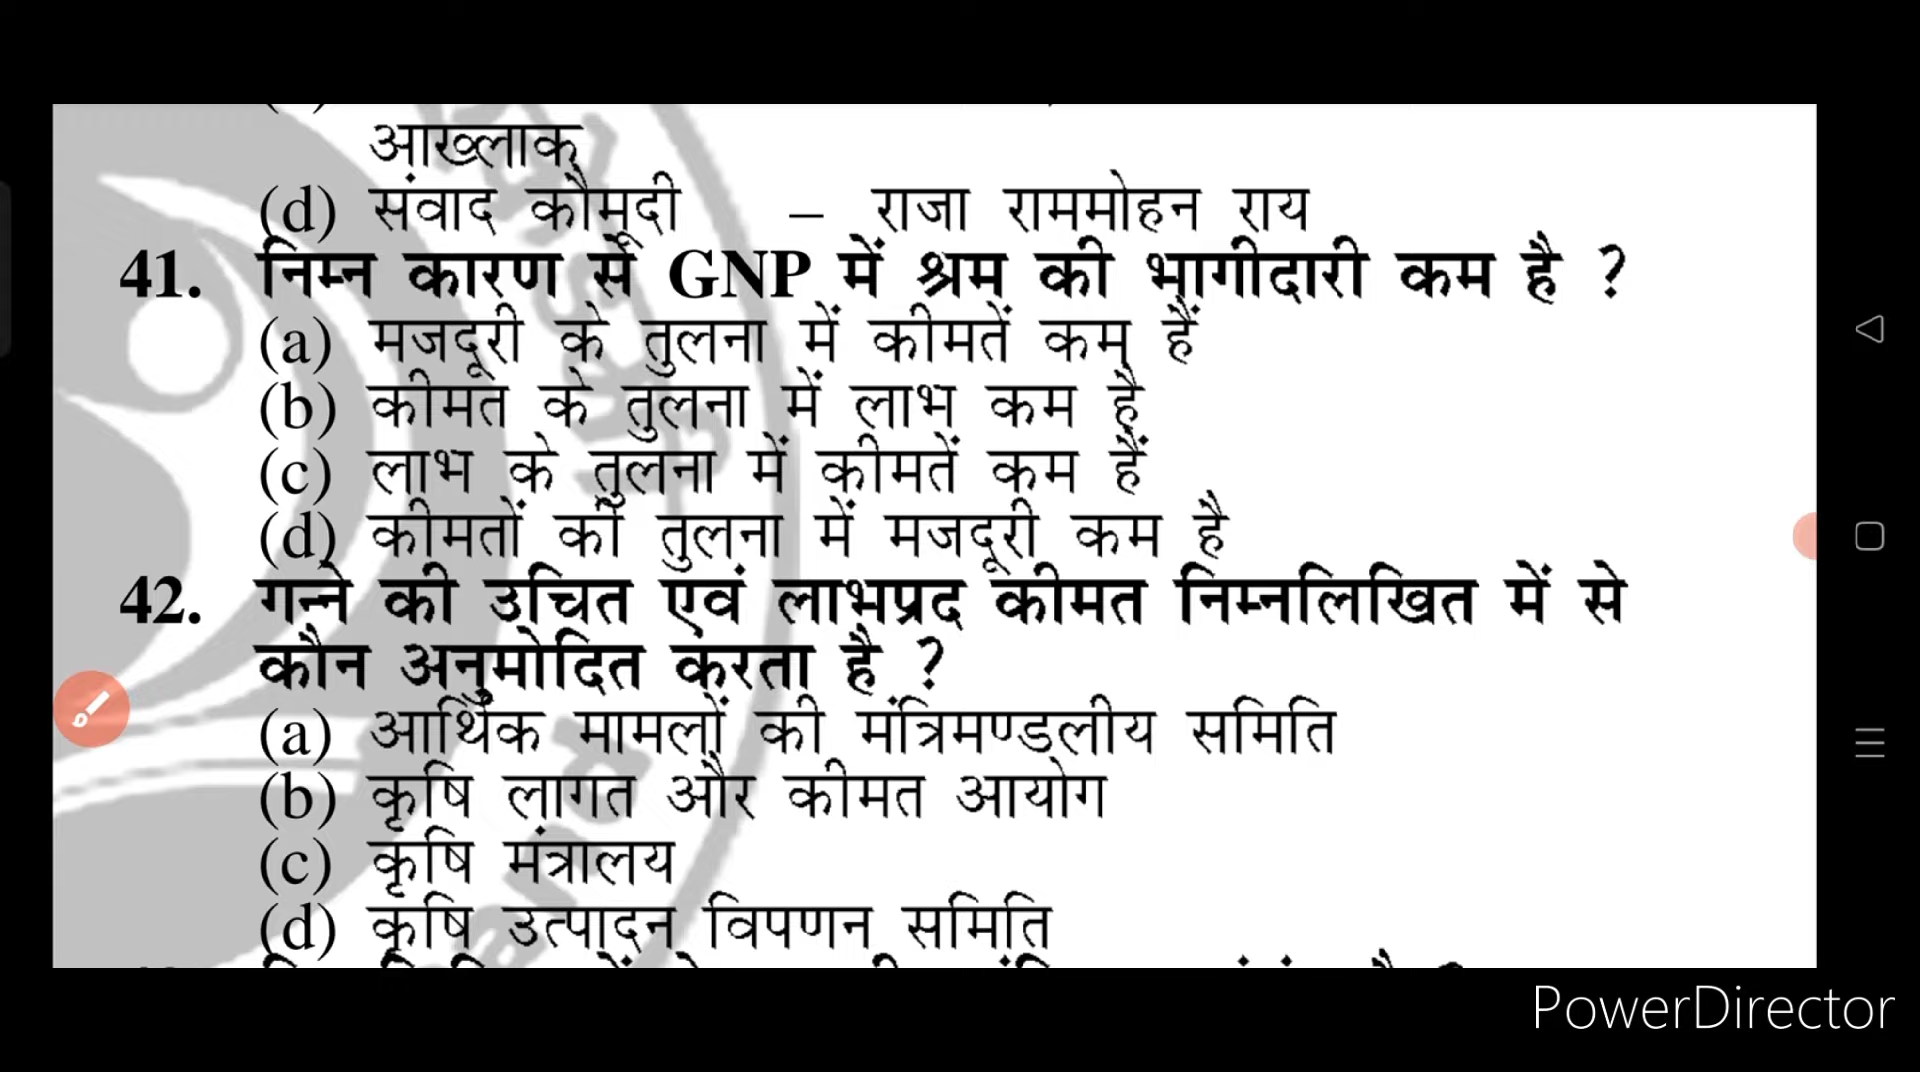 आख्लाक
(d) संवाद कौमूदी – राजा राममोहन राय
41. निम्न कारण से GNP में श्रम की भागीदारी कम है ?
(a) मजदूरी के तुलना में कीमतें कम हैं
(b) कीमत के तुलना में लाभ कम है
(c) लाभ के तुलना में कीमतें कम हैं
(d) कीमतों की तुलना में मजदूरी कम है
42. गन्ने की उचित एवं लाभप्रद कीमत निम्नलिखित में से
कौन अनुमोदित करता है ?
(a) आर्थिक मामलों की मंत्रिमण्डलीय समिति
(b) कृषि लागत और कीमत आयोग
(c) कृषि मंत्रालय
(d) कृषि उत्पादन विपणन समिति
PowerDirector